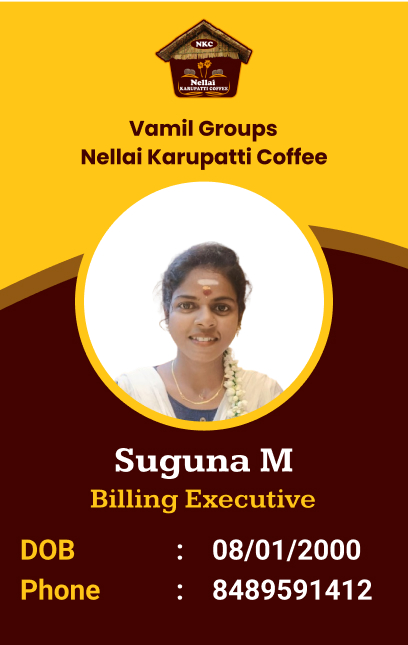 NKC
Nellai
KARUPATTI COFFEE
Vamil Groups
Nellai Karupatti Coffee
Suguna M
Billing Executive
DOB : 08/01/2000
Phone : 8489591412